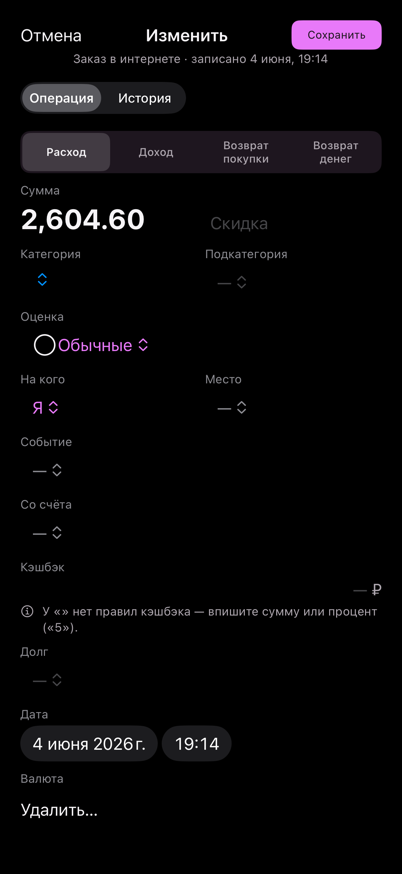 Отмена
Изменить
Сохранить
Заказ в интернете · записано 4 июня, 19:14
Операция
История
Расход
Доход
Возврат
покупки
Возврат
денег
Сумма
2,604.60
Скидка
Категория
Подкатегория
—
Оценка
Обычные
На кого
Место
Я
—
Событие
—
Со счёта
—
Кэшбэк
— ₽
У «» нет правил кэшбэка — впишите сумму или процент
(«5»).
Долг
—
Дата
4 июня 2026 г.
19:14
Валюта
Удалить...